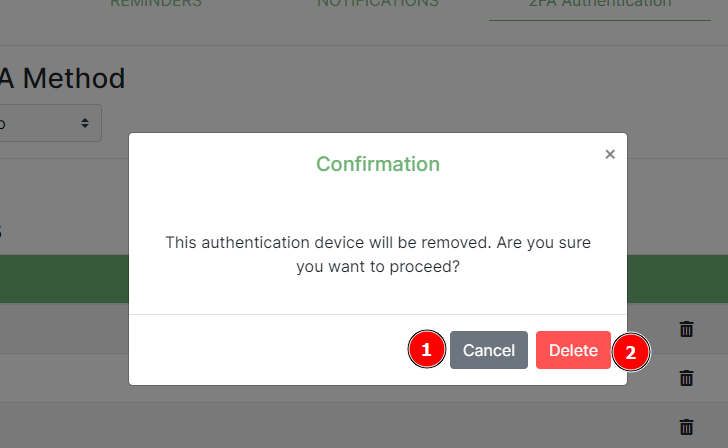 REMINDERS NOTIFICATIONS 2FA Authentication
A Method
Confirmation
×
This authentication device will be removed. Are you sure
you want to proceed?
1 Cancel Delete 2